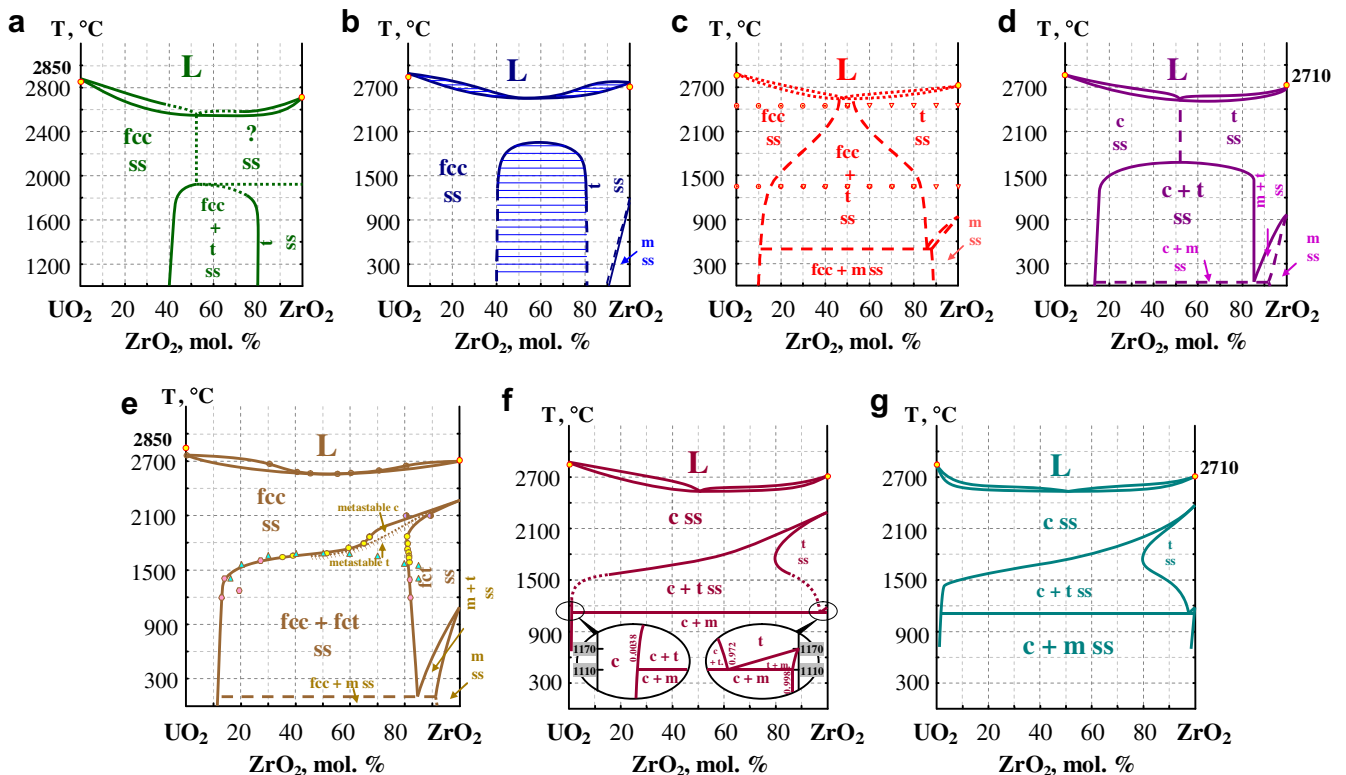 a
T, °C
2850
2800
2400
2000
1600
1200
L
fcc
ss
?
ss
fcc
+
t
ss
t
ss
UO2
20
40
60
80
ZrO2
ZrO2, mol. %
b
T, °C
2700
2100
1500
900
300
L
fcc
ss
t
ss
m
ss
UO2
20
40
60
80
ZrO2
ZrO2, mol. %
c
T, °C
2700
2100
1500
900
300
L
fcc
ss
t
ss
fcc
+
t
ss
m
ss
fcc + m ss
UO2
20
40
60
80
ZrO2
ZrO2, mol. %
d
T, °C
2700
2100
1500
900
300
2710
L
c
ss
t
ss
c + t
ss
m + t
ss
c + m
ss
m
ss
UO2
20
40
60
80
ZrO2
ZrO2, mol. %
e
T, °C
2850
2700
2100
1500
900
300
L
fcc
ss
metastable c
metastable t
fct
ss
m + t
ss
fcc + fct
ss
m
ss
fcc + m ss
UO2
20
40
60
80
ZrO2
ZrO2, mol. %
f
T, °C
2700
2100
1500
900
300
L
c ss
t
ss
c + t ss
c + m
c
0.0038
c + t
c + m
1170
1110
c
+ t
0.972
t
t + m
c + m
0.998
1170
1110
UO2
20
40
60
80
ZrO2
ZrO2, mol. %
g
T, °C
2700
2100
1500
900
300
2710
L
c ss
t
ss
c + t ss
c + m ss
UO2
20
40
60
80
ZrO2
ZrO2, mol. %